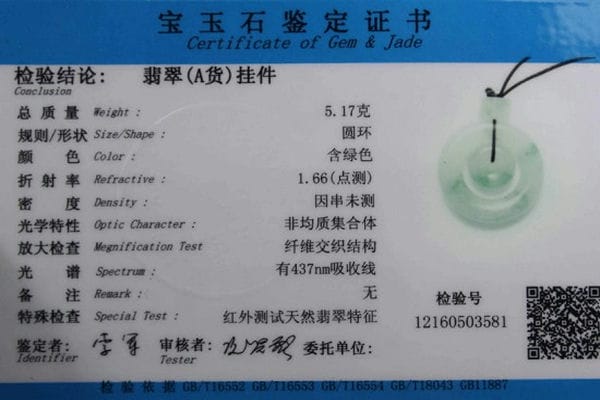 宝玉石鉴定证书
Certificate of Gem & Jade
检验结论: 翡翠(A货)挂件
Conclusion
总质量 Weight : 5.17克
规则/形状 Size/Shape : 圆环
颜色 Color : 含绿色
折射率 Refractive : 1.66(点测)
密度 Density : 因串未测
光学特性 Optic Character : 非均质集合体
放大检查 Megnification Test 纤维交织结构
光谱 Spectrum : 有437nm吸收线
备注 Remark : 无
特殊检查 Special Test : 红外测试天然翡翠特征
检验号
12160503581
鉴定者: 审核者: 委托单位:
Identifier Tester
检验依据 GB/T16552 GB/T16553 GB/T16554 GB/T18043 GB11887